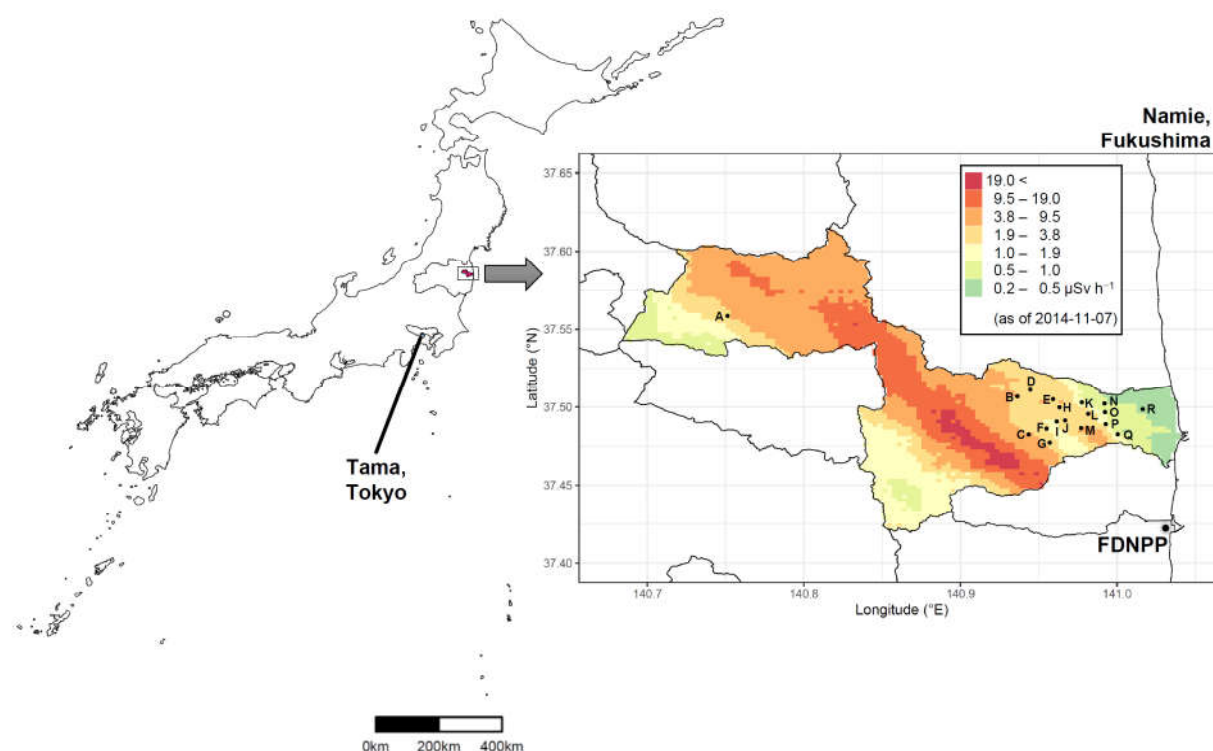 Namie,
Fukushima
37.65
37.60
37.55
37.50
37.45
37.40
Latitude (°N)
19.0 <
9.5 – 19.0
3.8 – 9.5
1.9 – 3.8
1.0 – 1.9
0.5 – 1.0
0.2 – 0.5 µSv h⁻¹
(as of 2014-11-07)
A
D
B
E
H
K
N
O
R
L
F
I
J
P
C
M
Q
G
FDNPP
140.7
140.8
140.9
141.0
Longitude (°E)
Tama,
Tokyo
0km
200km
400km